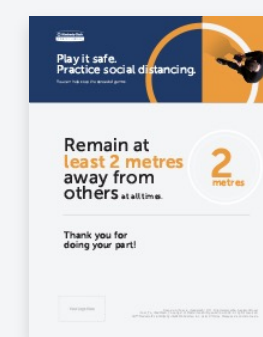 Play it safe.
Practice social distancing.
Remain at
least 2 metres
away from
others at all times.
2
metres
Thank you for
doing your part!